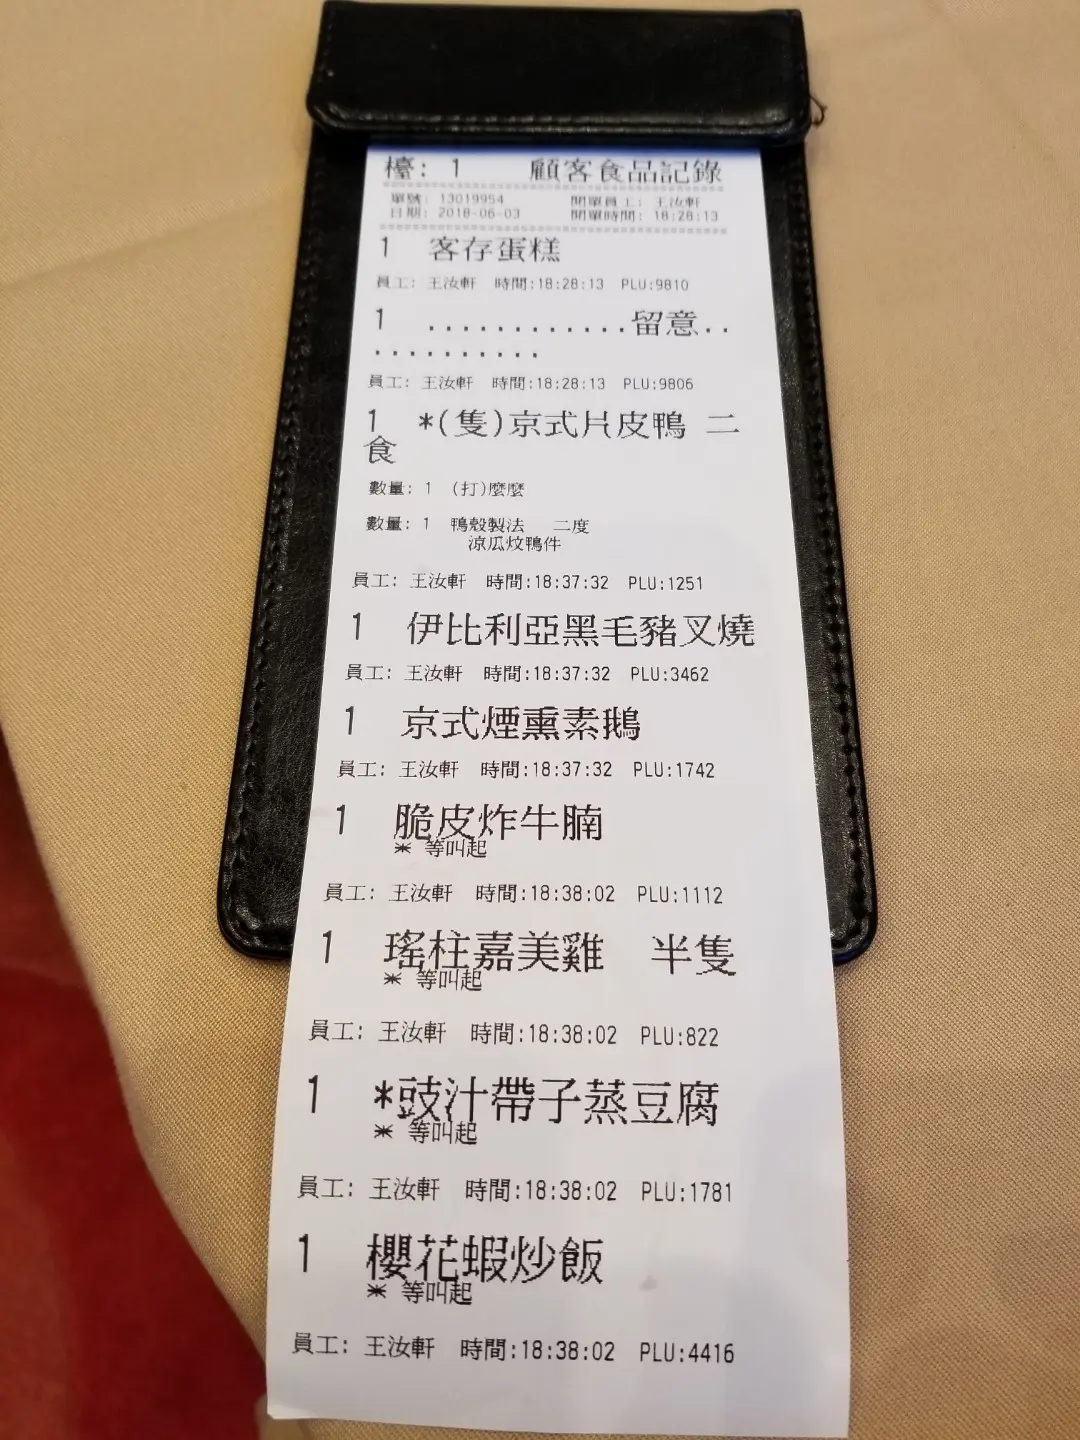 檯: 1 顧客食品記錄
單號: 13019954 開單員工: 王汝軒
日期: 2018-06-03 開單時間: 18:28:13
1 客存蛋糕
員工: 王汝軒 時間:18:28:13 PLU:9810
1 ............留意..
..........
員工: 王汝軒 時間:18:28:13 PLU:9806
1 *(隻)京式片皮鴨 二
食
數量: 1 (打)麼麼
數量: 1 鴨殼製法 二度
涼瓜炆鴨件
員工: 王汝軒 時間:18:37:32 PLU:1251
1 伊比利亞黑毛豬叉燒
員工: 王汝軒 時間:18:37:32 PLU:3462
1 京式煙熏素鵝
員工: 王汝軒 時間:18:37:32 PLU:1742
1 脆皮炸牛腩
* 等叫起
員工: 王汝軒 時間:18:38:02 PLU:1112
1 瑤柱嘉美雞 半隻
* 等叫起
員工: 王汝軒 時間:18:38:02 PLU:822
1 *豉汁帶子蒸豆腐
* 等叫起
員工: 王汝軒 時間:18:38:02 PLU:1781
1 櫻花蝦炒飯
* 等叫起
員工: 王汝軒 時間:18:38:02 PLU:4416